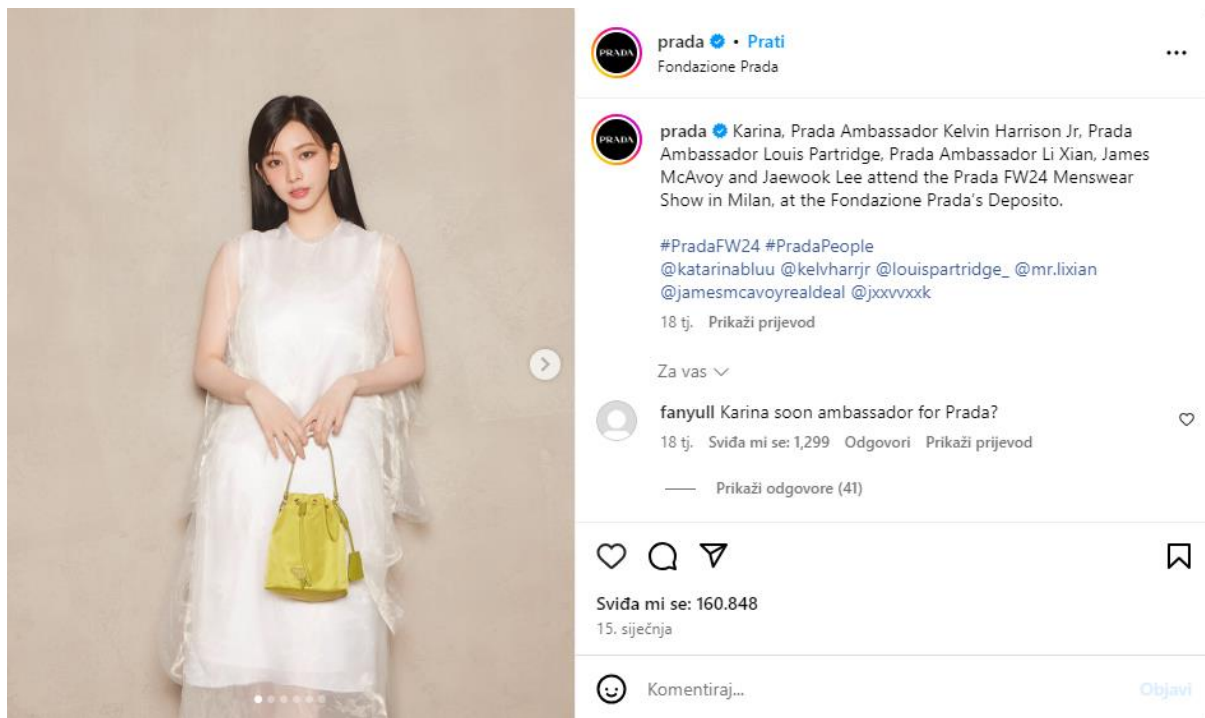 PRADA
prada • Prati
Fondazione Prada
PRADA
prada Karina, Prada Ambassador Kelvin Harrison Jr, Prada
Ambassador Louis Partridge, Prada Ambassador Li Xian, James
McAvoy and Jaewook Lee attend the Prada FW24 Menswear
Show in Milan, at the Fondazione Prada's Deposito.
#PradaFW24 #PradaPeople
@katarinabluu @kelvharrjr @louispartridge_ @mr.lixian
@jamesmcavoyrealdeal @jxxvvxxk
18 tj. Prikaži prijevod
Za vas
fanyull Karina soon ambassador for Prada?
18 tj. Sviđa mi se: 1,299 Odgovori Prikaži prijevod
Prikaži odgovore (41)
Sviđa mi se: 160.848
15. siječnja
Komentiraj... Objavi